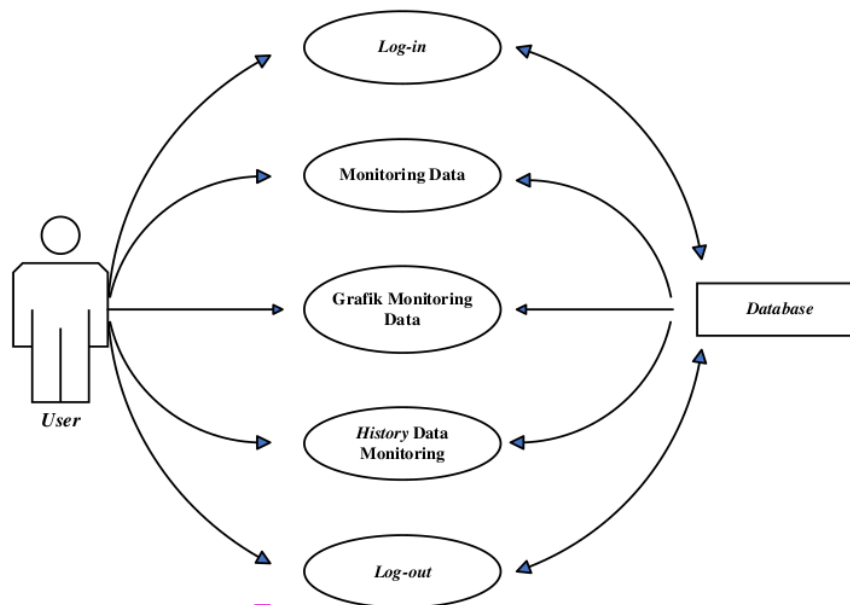 Log-in
Monitoring Data
Grafik Monitoring
Data
Database
User
History Data
Monitoring
Log-out